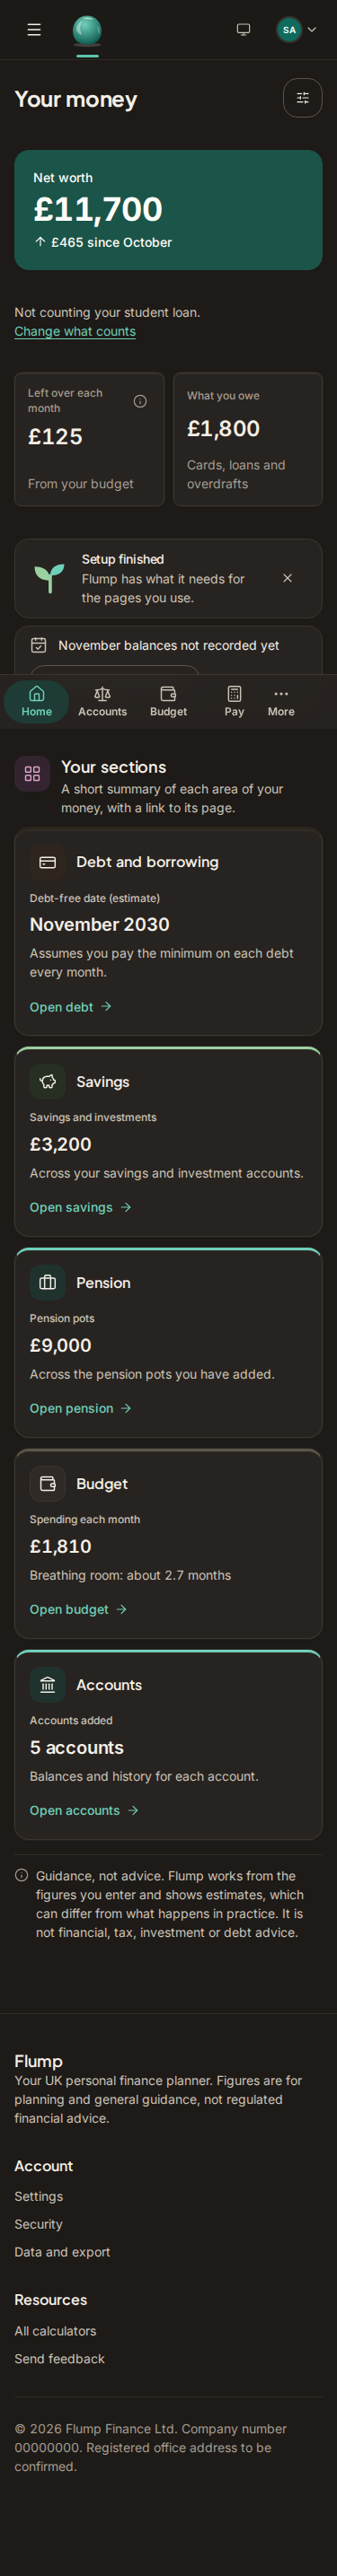 SA
Your money
Net worth
£11,700
↑ £465 since October
Not counting your student loan.
Change what counts
Left over each
month
£125
From your budget
What you owe
£1,800
Cards, loans and
overdrafts
Setup finished
Flump has what it needs for
the pages you use.
November balances not recorded yet
Home
Accounts
Budget
Pay
More
Your sections
A short summary of each area of your
money, with a link to its page.
Debt and borrowing
Debt-free date (estimate)
November 2030
Assumes you pay the minimum on each debt
every month.
Open debt →
Savings
Savings and investments
£3,200
Across your savings and investment accounts.
Open savings →
Pension
Pension pots
£9,000
Across the pension pots you have added.
Open pension →
Budget
Spending each month
£1,810
Breathing room: about 2.7 months
Open budget →
Accounts
Accounts added
5 accounts
Balances and history for each account.
Open accounts →
Guidance, not advice. Flump works from the
figures you enter and shows estimates, which
can differ from what happens in practice. It is
not financial, tax, investment or debt advice.
Flump
Your UK personal finance planner. Figures are for
planning and general guidance, not regulated
financial advice.
Account
Settings
Security
Data and export
Resources
All calculators
Send feedback
© 2026 Flump Finance Ltd. Company number
00000000. Registered office address to be
confirmed.